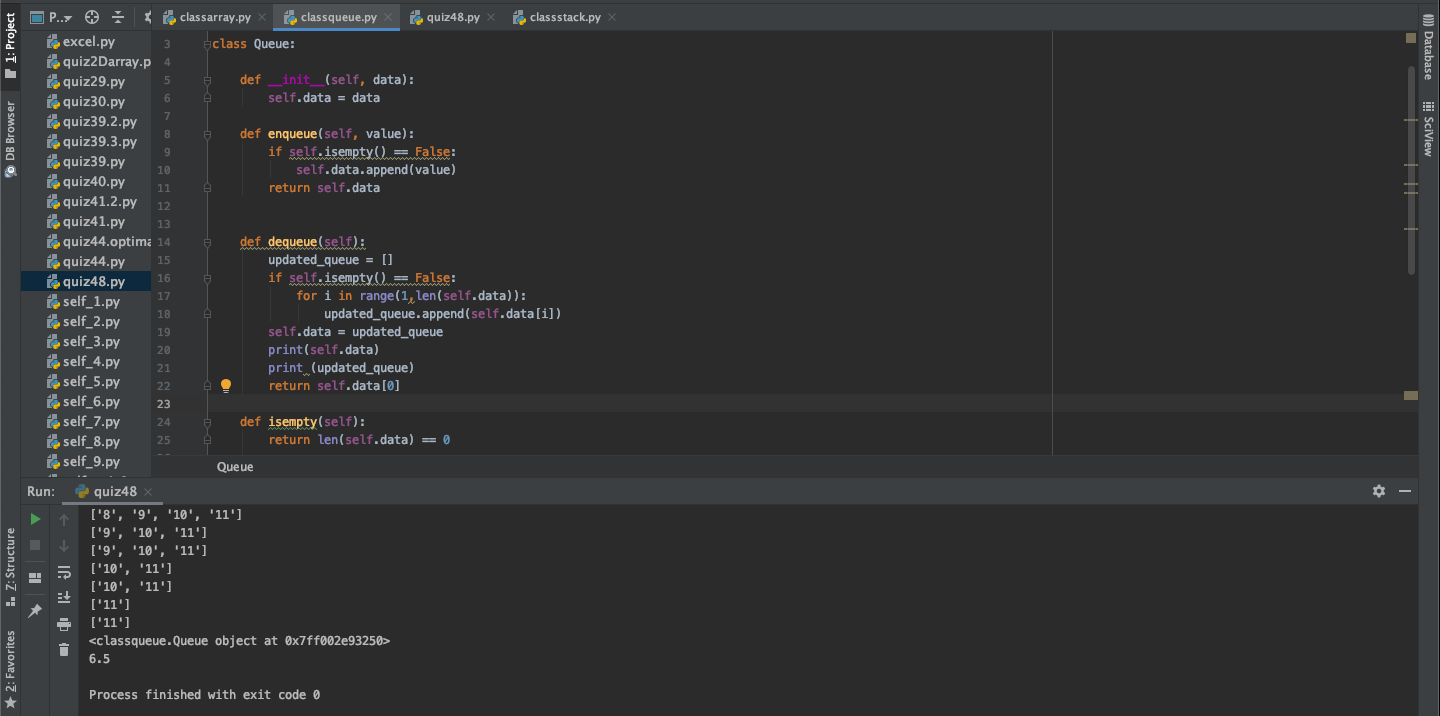 P..
classarray.py
classqueue.py
quiz48.py
classstack.py
1: Project
DB Browser
Z: Structure
2: Favorites
excel.py
quiz2Darray.p
quiz29.py
quiz30.py
quiz39.2.py
quiz39.3.py
quiz39.py
quiz40.py
quiz41.2.py
quiz41.py
quiz44.optima
quiz44.py
quiz48.py
self_1.py
self_2.py
self_3.py
self_4.py
self_5.py
self_6.py
self_7.py
self_8.py
self_9.py
3 class Queue:
4
5 def __init__(self, data):
6 self.data = data
7
8 def enqueue(self, value):
9 if self.isempty() == False:
10 self.data.append(value)
11 return self.data
12
13
14 def dequeue(self):
15 updated_queue = []
16 if self.isempty() == False:
17 for i in range(1,len(self.data)):
18 updated_queue.append(self.data[i])
19 self.data = updated_queue
20 print(self.data)
21 print (updated_queue)
22 return self.data[0]
23
24 def isempty(self):
25 return len(self.data) == 0
Queue
Database
SciView
Run: quiz48
['8', '9', '10', '11']
['9', '10', '11']
['9', '10', '11']
['10', '11']
['10', '11']
['11']
['11']
<classqueue.Queue object at 0x7ff002e93250>
6.5
Process finished with exit code 0